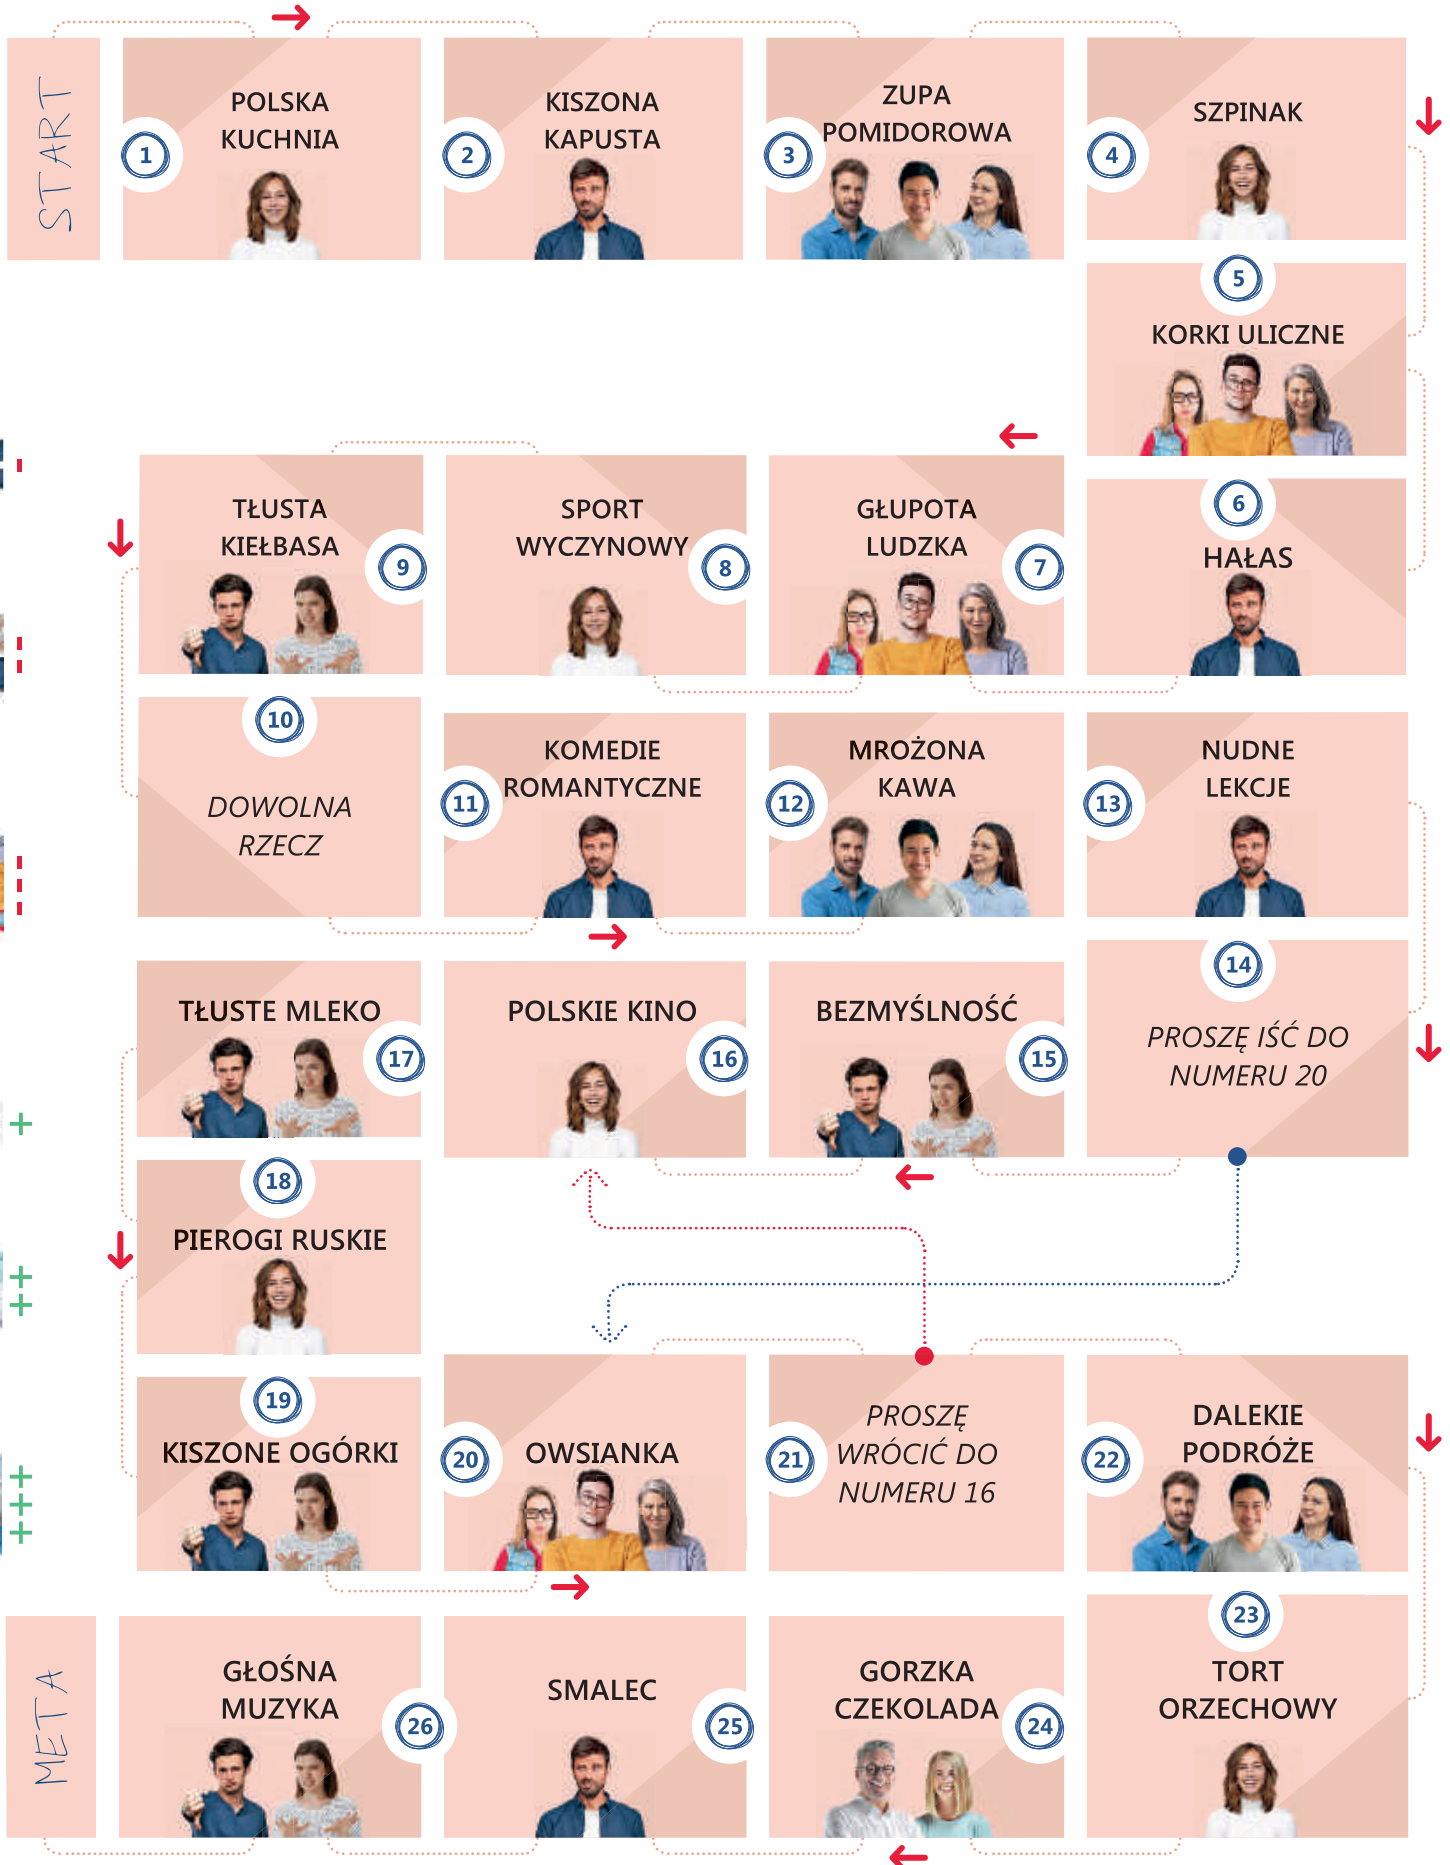 START
1
POLSKA
KUCHNIA
2
KISZONA
KAPUSTA
3
ZUPA
POMIDOROWA
4
SZPINAK
5
KORKI ULICZNE
6
HAŁAS
7
GŁUPOTA
LUDZKA
8
SPORT
WYCZYNOWY
9
TŁUSTA
KIEŁBASA
10
DOWOLNA
RZECZ
11
KOMEDIE
ROMANTYCZNE
12
MROŻONA
KAWA
13
NUDNE
LEKCJE
14
PROSZĘ IŚĆ DO
NUMERU 20
15
BEZMYŚLNOŚĆ
16
POLSKIE KINO
17
TŁUSTE MLEKO
18
PIEROGI RUSKIE
19
KISZONE OGÓRKI
20
OWSIANKA
21
PROSZĘ
WRÓCIĆ DO
NUMERU 16
22
DALEKIE
PODRÓŻE
23
TORT
ORZECHOWY
24
GORZKA
CZEKOLADA
25
SMALEC
26
GŁOŚNA
MUZYKA
META